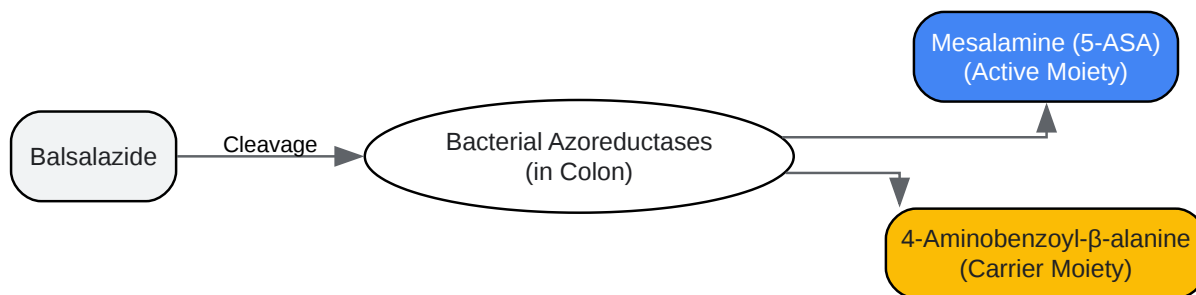 Balsalazide
Cleavage
Bacterial Azoreductases
(in Colon)
Mesalamine (5-ASA)
(Active Moiety)
4-Aminobenzoyl-β-alanine
(Carrier Moiety)